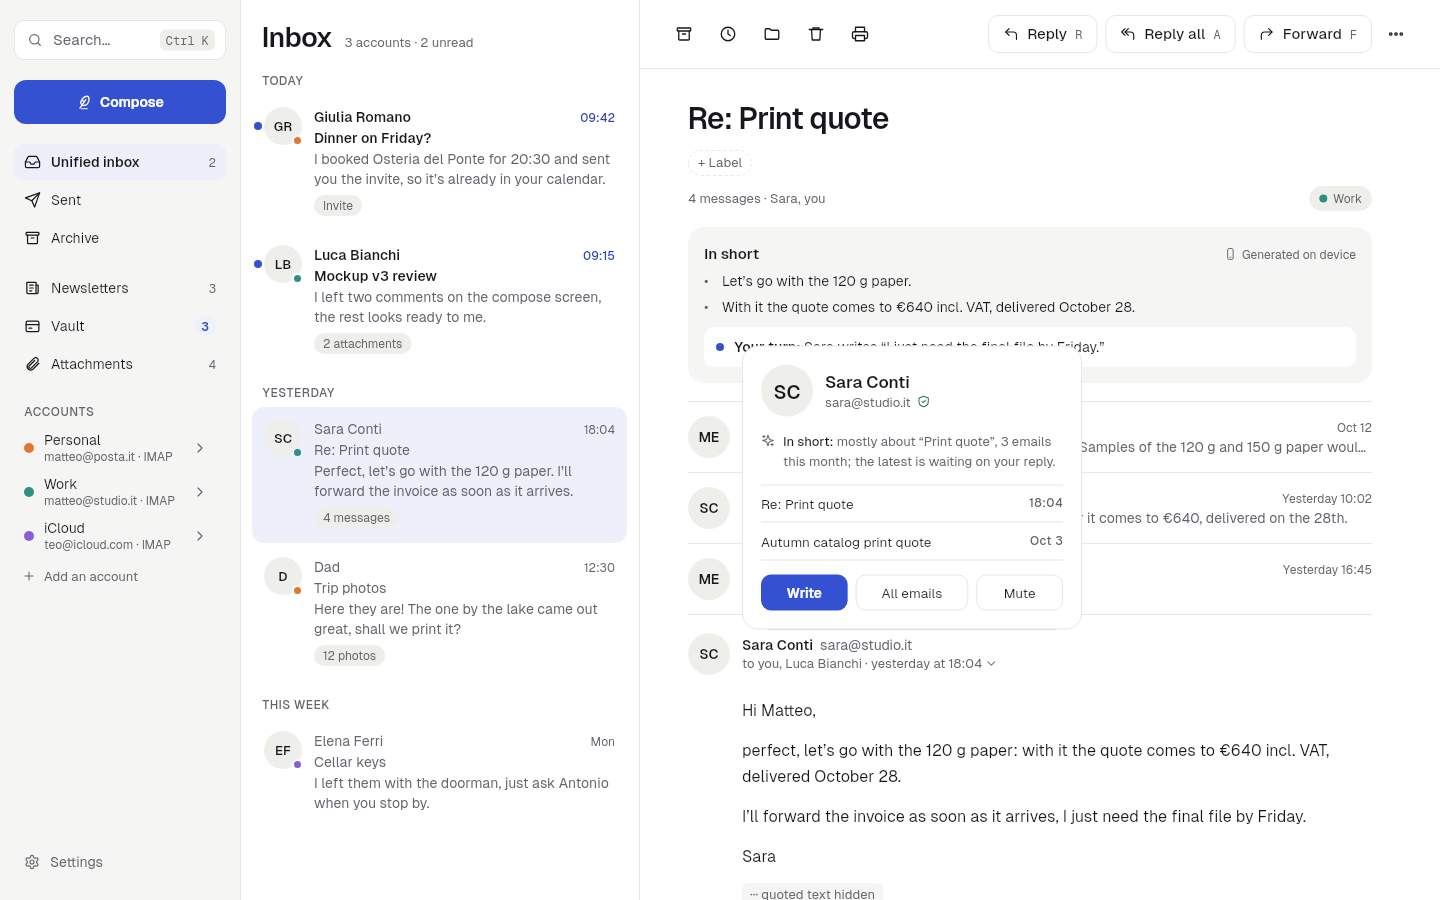 Search...
Ctrl K
Compose
Unified inbox 2
Sent
Archive
Newsletters 3
Vault 3
Attachments 4
ACCOUNTS
Personal
matteo@posta.it · IMAP
Work
matteo@studio.it · IMAP
iCloud
teo@icloud.com · IMAP
+ Add an account
Settings
Inbox 3 accounts · 2 unread
TODAY
GR
Giulia Romano 09:42
Dinner on Friday?
I booked Osteria del Ponte for 20:30 and sent
you the invite, so it’s already in your calendar.
Invite
LB
Luca Bianchi 09:15
Mockup v3 review
I left two comments on the compose screen,
the rest looks ready to me.
2 attachments
YESTERDAY
SC
Sara Conti 18:04
Re: Print quote
Perfect, let’s go with the 120 g paper. I’ll
forward the invoice as soon as it arrives.
4 messages
D
Dad 12:30
Trip photos
Here they are! The one by the lake came out
great, shall we print it?
12 photos
THIS WEEK
EF
Elena Ferri Mon
Cellar keys
I left them with the doorman, just ask Antonio
when you stop by.
Reply R
Reply all A
Forward F
Re: Print quote
+ Label
4 messages · Sara, you
Work
In short
Generated on device
• Let’s go with the 120 g paper.
• With it the quote comes to €640 incl. VAT, delivered October 28.
Your turn: Sara writes “I just need the final file by Friday.”
SC
Sara Conti
sara@studio.it
In short: mostly about “Print quote”, 3 emails
this month; the latest is waiting on your reply.
Re: Print quote 18:04
Autumn catalog print quote Oct 3
Write
All emails
Mute
ME
Oct 12
Samples of the 120 g and 150 g paper woul...
SC
Yesterday 10:02
it comes to €640, delivered on the 28th.
ME
Yesterday 16:45
SC
Sara Conti sara@studio.it
to you, Luca Bianchi · yesterday at 18:04
Hi Matteo,
perfect, let’s go with the 120 g paper: with it the quote comes to €640 incl. VAT,
delivered October 28.
I’ll forward the invoice as soon as it arrives, I just need the final file by Friday.
Sara
··· quoted text hidden